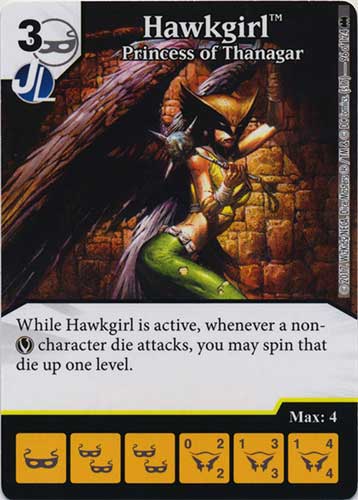 3
Hawkgirl™
Princess of Thanagar
JL
While Hawkgirl is active, whenever a non-
character die attacks, you may spin that
die up one level.
Max: 4
0 2 2
1 3 3
1 4 4